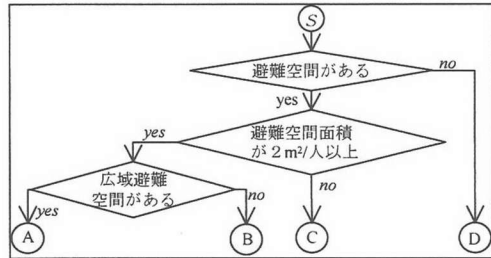 S
避難空間がある
no
yes
避難空間面積
が２m²/人以上
yes
no
広域避難
空間がある
yes
no
A
B
C
D